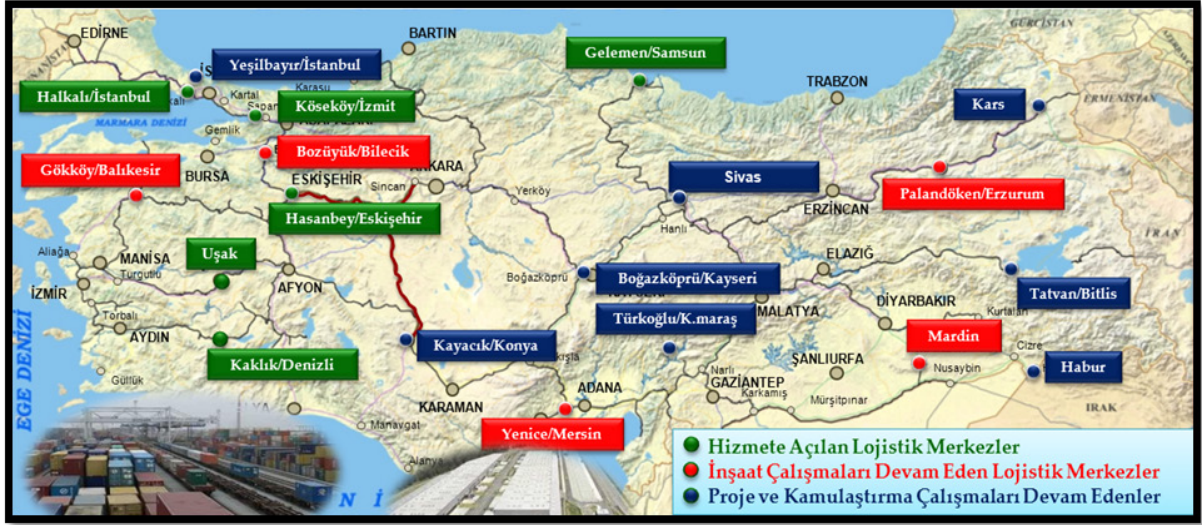 EDİRNE
BARTIN
GÜRCİSTAN
Gelemen/Samsun
Yeşilbayır/İstanbul
Halkalı/İstanbul
Kartal
Karasu
Köseköy/İzmit
TRABZON
Kars
ERMENİSTAN
MARMARA DENİZİ
Gemlik
Bozüyük/Bilecik
Gökköy/Balıkesir
BURSA
ESKİŞEHİR
Sincan
ANKARA
Yerköy
Sivas
Palandöken/Erzurum
ERZİNCAN
Hasanbey/Eskişehir
Hanlı
İRAN
Aliağa
MANİSA
Turgutlu
Uşak
AFYON
Boğazköprü
Boğazköprü/Kayseri
ELAZIĞ
Tatvan/Bitlis
İZMİR
MALATYA
DİYARBAKIR
Kurtalan
Torbalı
AYDIN
Türkoğlu/K.maraş
Mardin
EGE DENİZİ
Kaklık/Denizli
Kayacık/Konya
Cizre
Habur
Güllük
KARAMAN
ADANA
Narlı
GAZİANTEP
Karkamış
ŞANLIURFA
Mürşitpınar
Nusaybin
IRAK
Manavgat
Yenice/Mersin
Alanya
Hizmete Açılan Lojistik Merkezler
İnşaat Çalışmaları Devam Eden Lojistik Merkezler
Proje ve Kamulaştırma Çalışmaları Devam Edenler